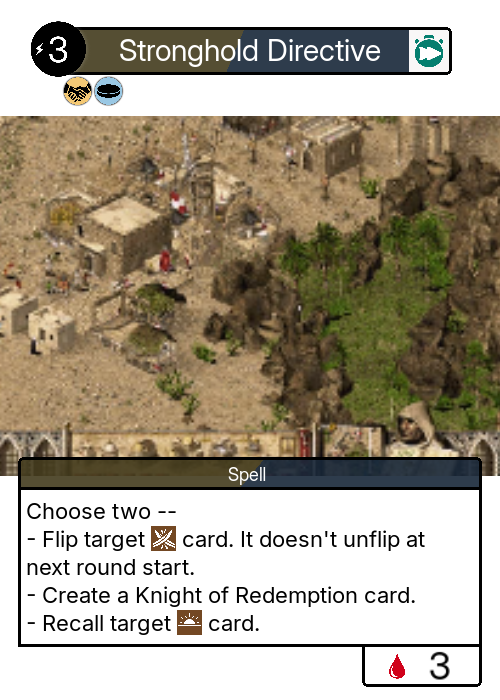 3 Stronghold Directive
Spell
Choose two --
- Flip target card. It doesn't unflip at
next round start.
- Create a Knight of Redemption card.
- Recall target card.
3